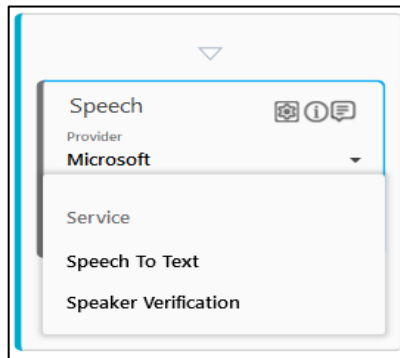 Speech
Provider
Microsoft
Service
Speech To Text
Speaker Verification